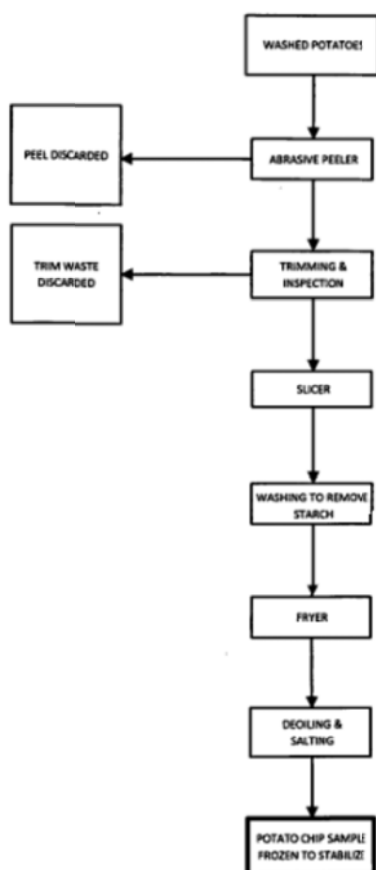 WASHED POTATOES
PEEL DISCARDED
ABRASIVE PEELER
TRIM WASTE
DISCARDED
TRIMMING &
INSPECTION
SLICER
WASHING TO REMOVE
STARCH
FRYER
DEOILING &
SALTING
POTATO CHIP SAMPLE
FROZEN TO STABILIZE